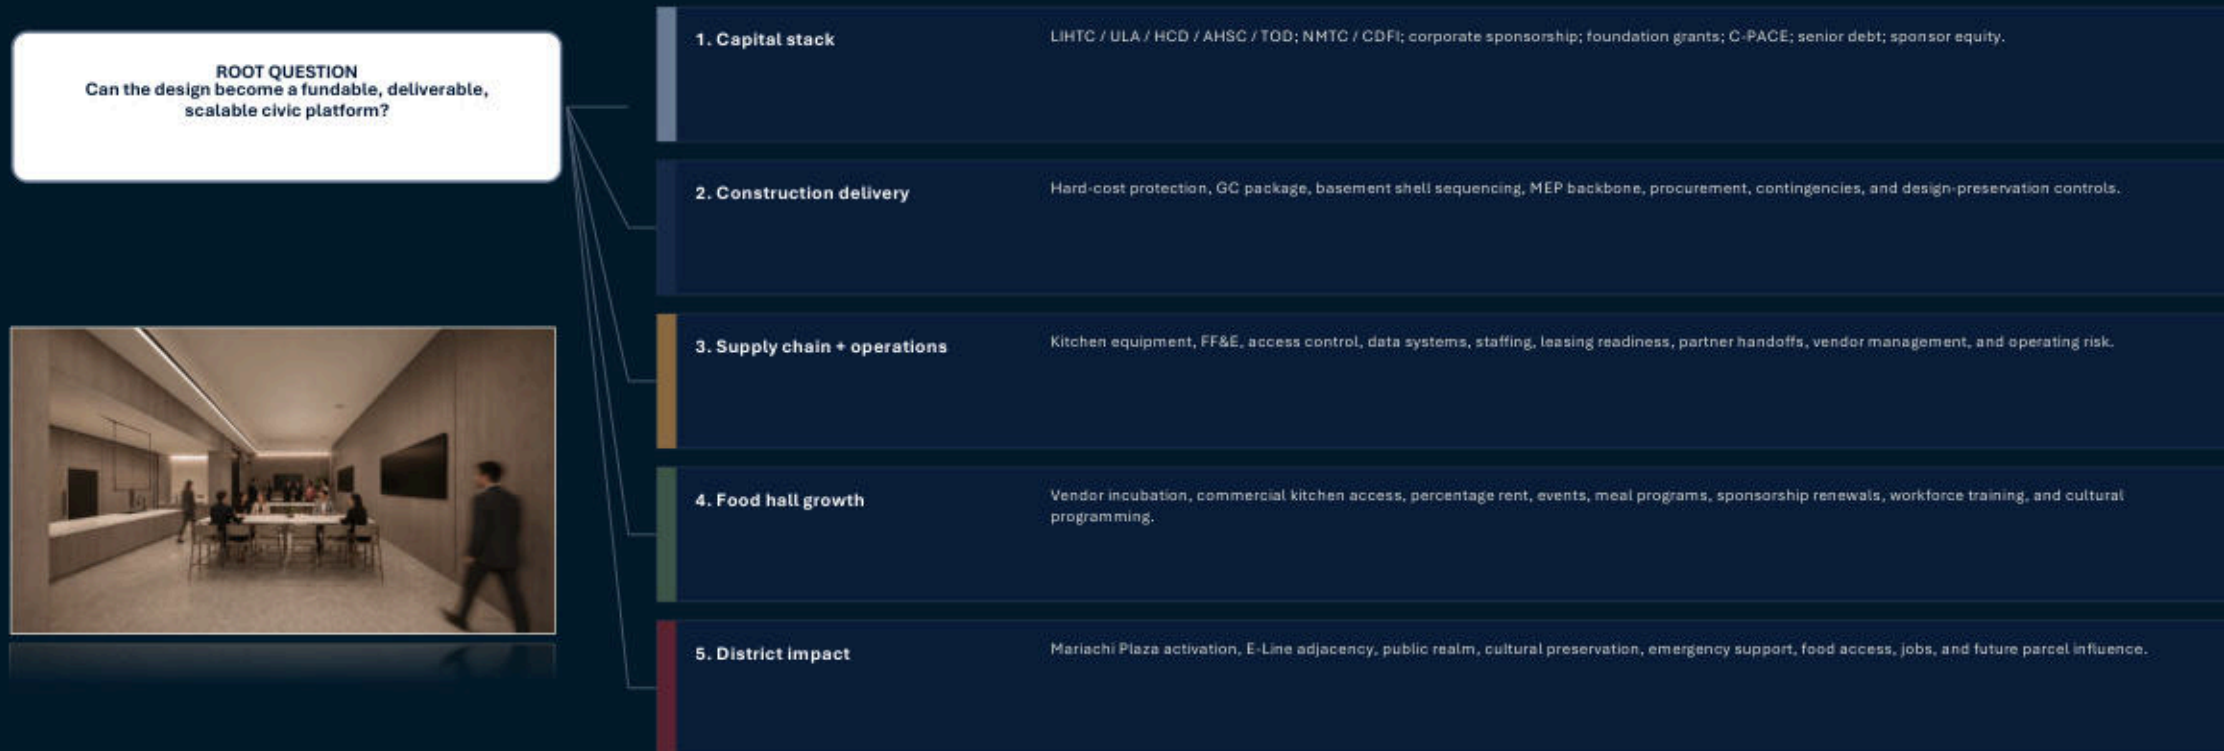 ROOT QUESTION
Can the design become a fundable, deliverable,
scalable civic platform?
1. Capital stack
LIHTC / ULA / HCD / AHSC / TOD; NMTC / CDFI; corporate sponsorship; foundation grants; C-PACE; senior debt; sponsor equity.
2. Construction delivery
Hard-cost protection, GC package, basement shell sequencing, MEP backbone, procurement, contingencies, and design-preservation controls.
3. Supply chain + operations
Kitchen equipment, FF&E, access control, data systems, staffing, leasing readiness, partner handoffs, vendor management, and operating risk.
4. Food hall growth
Vendor incubation, commercial kitchen access, percentage rent, events, meal programs, sponsorship renewals, workforce training, and cultural
programming.
5. District impact
Mariachi Plaza activation, E-Line adjacency, public realm, cultural preservation, emergency support, food access, jobs, and future parcel influence.